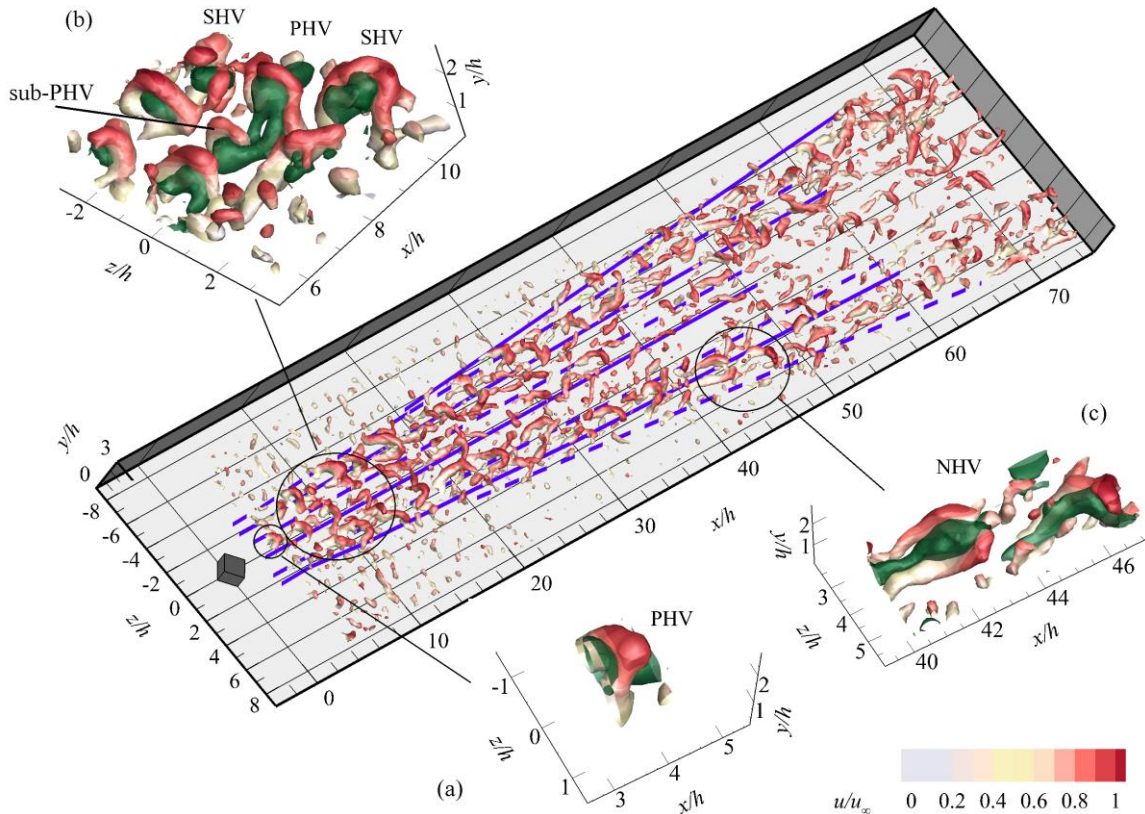 (b)
SHV
PHV
SHV
sub-PHV
y/h
2
1
10
8
6
x/h
-2
0
2
z/h
y/h
3
0
-8
-6
-4
-2
0
2
4
6
8
z/h
0
10
20
30
40
50
60
70
x/h
(c)
NHV
y/h
2
1
3
4
5
z/h
40
42
44
46
x/h
PHV
-1
0
1
z/h
3
4
5
x/h
2
1
y/h
(a)
u/u∞ 0 0.2 0.4 0.6 0.8 1